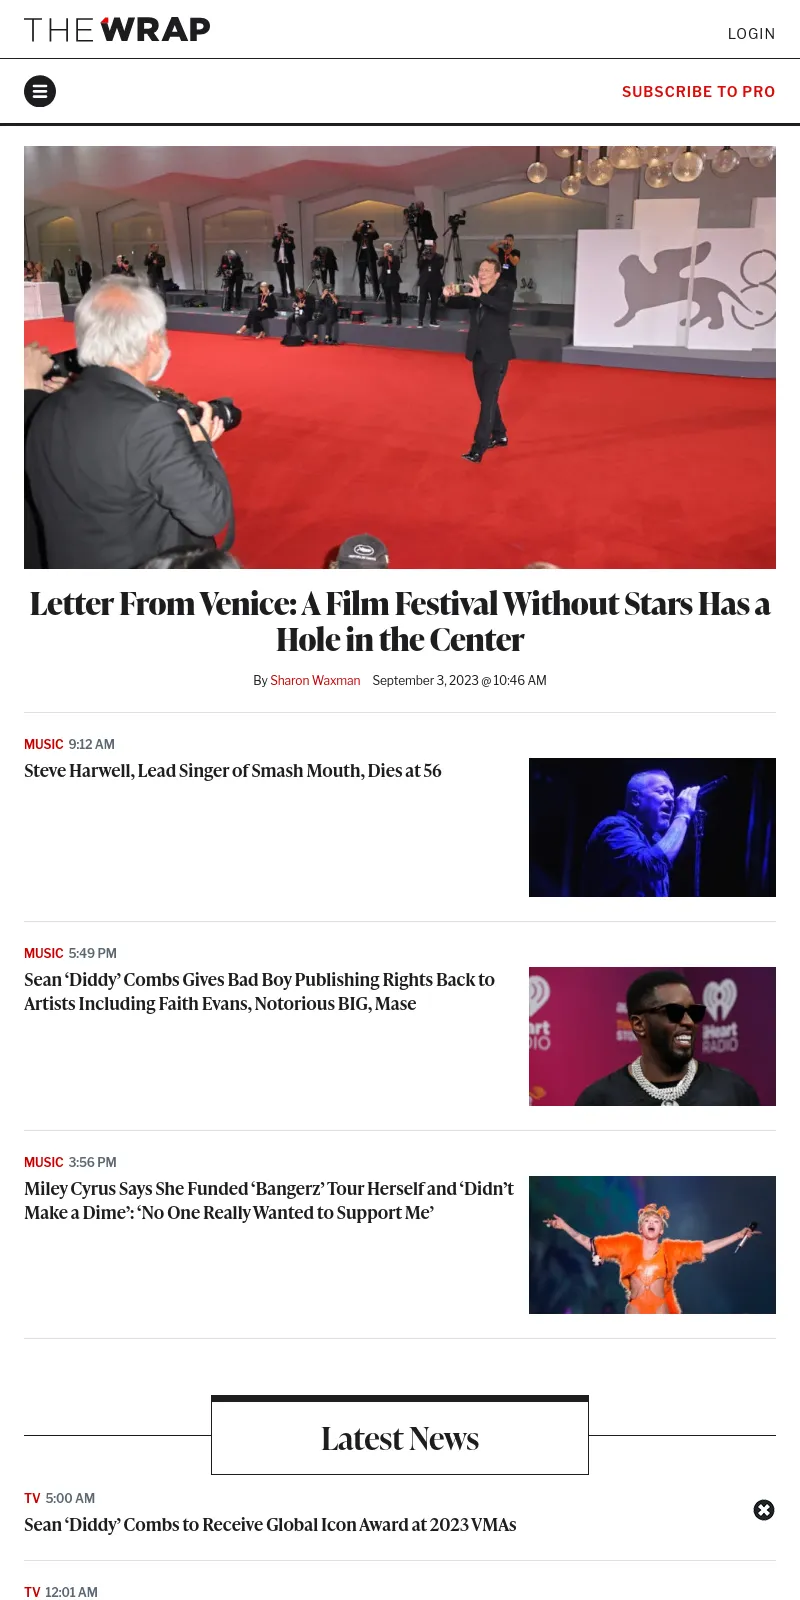 THE WRAP
LOGIN
SUBSCRIBE TO PRO
Letter From Venice: A Film Festival Without Stars Has a
Hole in the Center
By Sharon Waxman September 3, 2023 @ 10:46 AM
MUSIC 9:12 AM
Steve Harwell, Lead Singer of Smash Mouth, Dies at 56
MUSIC 5:49 PM
Sean ‘Diddy’ Combs Gives Bad Boy Publishing Rights Back to
Artists Including Faith Evans, Notorious BIG, Mase
iHeart
RADIO
MUSIC 3:56 PM
Miley Cyrus Says She Funded ‘Bangerz’ Tour Herself and ‘Didn’t
Make a Dime’: ‘No One Really Wanted to Support Me’
Latest News
TV 5:00 AM
Sean ‘Diddy’ Combs to Receive Global Icon Award at 2023 VMAs
TV 12:01 AM